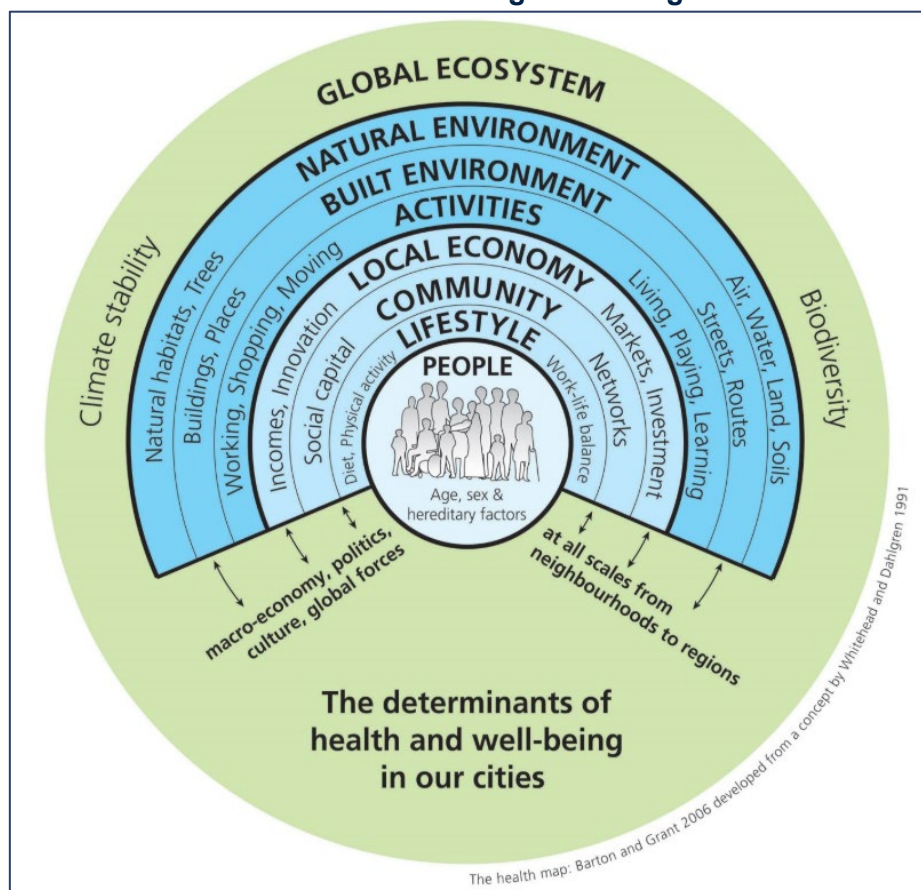 GLOBAL ECOSYSTEM
NATURAL ENVIRONMENT
BUILT ENVIRONMENT
ACTIVITIES
LOCAL ECONOMY
COMMUNITY
LIFESTYLE
PEOPLE
Age, sex &
hereditary factors
Climate stability
Natural habitats, Trees
Buildings, Places
Working, Shopping, Moving
Incomes, Innovation
Social capital
Diet, Physical activity
Work-life balance
Networks
Markets, Investment
Living, Playing, Learning
Streets, Routes
Air, Water, Land, Soils
Biodiversity
macro-economy, politics,
culture, global forces
at all scales from
neighbourhoods to regions
The determinants of
health and well-being
in our cities
The health map: Barton and Grant 2006 developed from a concept by Whitehead and Dahlgren 1991